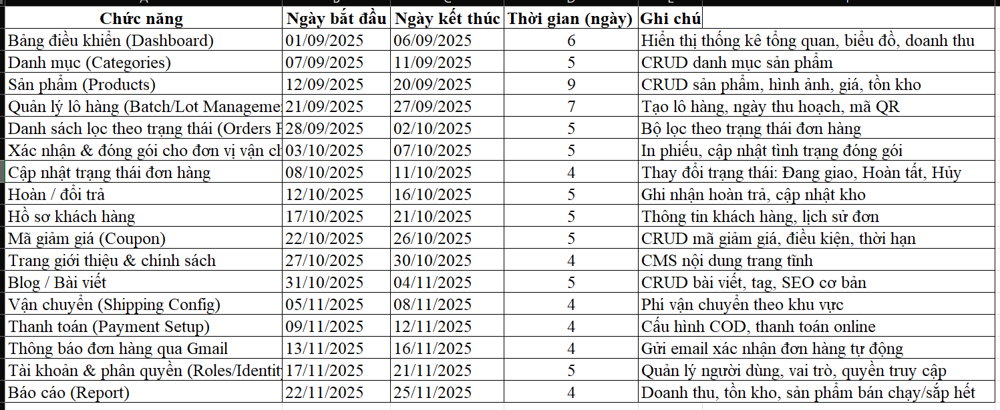 Chức năng Ngày bắt đầu Ngày kết thúc Thời gian (ngày) Ghi chú
Bảng điều khiển (Dashboard) 01/09/2025 06/09/2025 6 Hiển thị thống kê tổng quan, biểu đồ, doanh thu
Danh mục (Categories) 07/09/2025 11/09/2025 5 CRUD danh mục sản phẩm
Sản phẩm (Products) 12/09/2025 20/09/2025 9 CRUD sản phẩm, hình ảnh, giá, tồn kho
Quản lý lô hàng (Batch/Lot 21/09/2025 27/09/2025 7 Tạo lô hàng, ngày thu hoạch, mã QR
Danh sách lọc theo trạng thái (Orders 28/09/2025 02/10/2025 5 Bộ lọc theo trạng thái đơn hàng
Xác nhận & đóng gói cho đơn vị vận 03/10/2025 07/10/2025 5 In phiếu, cập nhật tình trạng đóng gói
Cập nhật trạng thái đơn hàng 08/10/2025 11/10/2025 4 Thay đổi trạng thái: Đang giao, Hoàn tất, Hủy
Hoàn / đổi trả 12/10/2025 16/10/2025 5 Ghi nhận hoàn trả, cập nhật kho
Hồ sơ khách hàng 17/10/2025 21/10/2025 5 Thông tin khách hàng, lịch sử đơn
Mã giảm giá (Coupon) 22/10/2025 26/10/2025 5 CRUD mã giảm giá, điều kiện, thời hạn
Trang giới thiệu & chính sách 27/10/2025 30/10/2025 4 CMS nội dung trang tĩnh
Blog / Bài viết 31/10/2025 04/11/2025 5 CRUD bài viết, tag, SEO cơ bản
Vận chuyển (Shipping Config) 05/11/2025 08/11/2025 4 Phí vận chuyển theo khu vực
Thanh toán (Payment Setup) 09/11/2025 12/11/2025 4 Cấu hình COD, thanh toán online
Thông báo đơn hàng qua Gmail 13/11/2025 16/11/2025 4 Gửi email xác nhận đơn hàng tự động
Tài khoản & phân quyền (Roles/Identity 17/11/2025 21/11/2025 5 Quản lý người dùng, vai trò, quyền truy cập
Báo cáo (Report) 22/11/2025 25/11/2025 4 Doanh thu, tồn kho, sản phẩm bán chạy/sắp hết